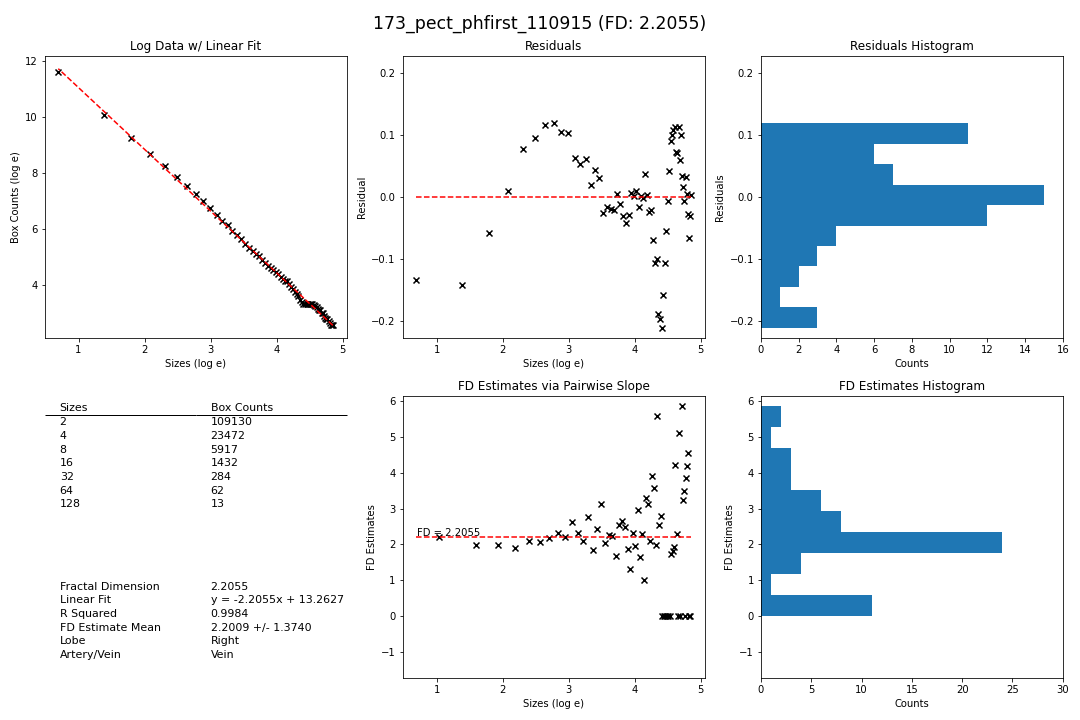 173_pect_phfirst_110915 (FD: 2.2055)
Log Data w/ Linear Fit
12
10
8
6
4
Box Counts (log e)
1 2 3 4 5
Sizes (log e)
Residuals
0.2
0.1
0.0
−0.1
−0.2
Residual
1 2 3 4 5
Sizes (log e)
Residuals Histogram
0.2
0.1
0.0
−0.1
−0.2
Residuals
0 2 4 6 8 10 12 14 16
Counts
Sizes Box Counts
2 109130
4 23472
8 5917
16 1432
32 284
64 62
128 13
Fractal Dimension 2.2055
Linear Fit y = -2.2055x + 13.2627
R Squared 0.9984
FD Estimate Mean 2.2009 +/- 1.3740
Lobe Right
Artery/Vein Vein
FD Estimates via Pairwise Slope
6
5
4
3
2
1
0
−1
FD Estimates
FD = 2.2055
1 2 3 4 5
Sizes (log e)
FD Estimates Histogram
6
5
4
3
2
1
0
−1
FD Estimates
0 5 10 15 20 25 30
Counts